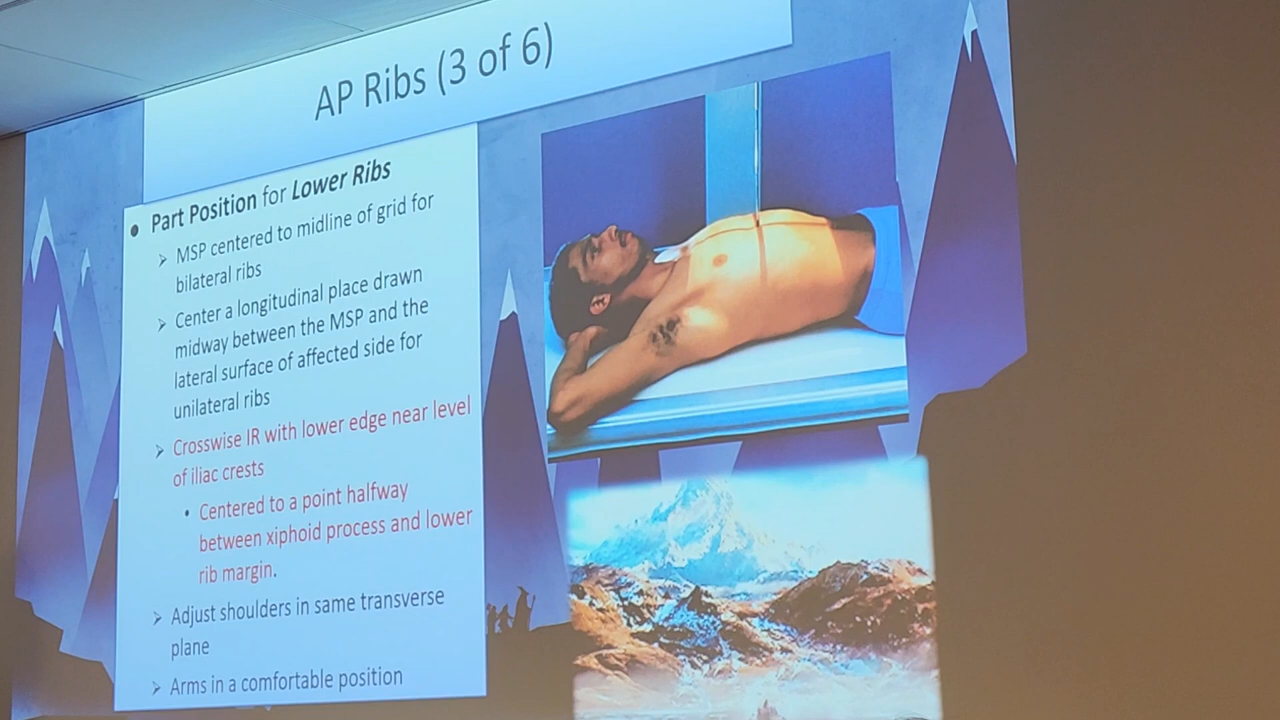 AP Ribs (3 of 6)
• Part Position for Lower Ribs
➢ MSP centered to midline of grid for
bilateral ribs
➢ Center a longitudinal place drawn
midway between the MSP and the
lateral surface of affected side for
unilateral ribs
➢ Crosswise IR with lower edge near level
of iliac crests
• Centered to a point halfway
between xiphoid process and lower
rib margin.
➢ Adjust shoulders in same transverse
plane
➢ Arms in a comfortable position